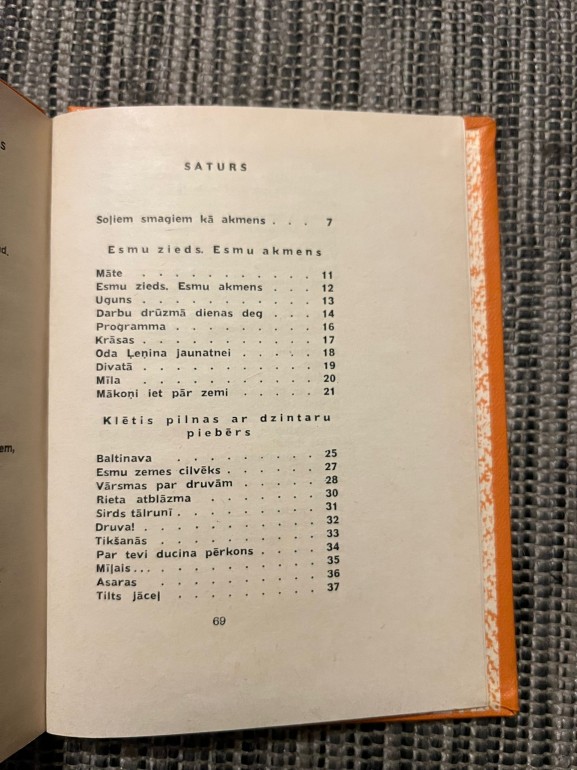 s
id,
em,
SATURS
Soļiem smagiem kā akmens . . . 7
Esmu zieds. Esmu akmens
Māte . . . . . . . . . . 11
Esmu zieds. Esmu akmens . . . 12
Uguns . . . . . . . . . . 13
Darbu drūzmā dienas deg . . . 14
Programma . . . . . . . . 16
Krāsas . . . . . . . . . . 17
Oda Ļeņina jaunatnei . . . . 18
Divatā . . . . . . . . . . 19
Mīla . . . . . . . . . . 20
Mākoņi iet pār zemi . . . . . 21
Klētis pilnas ar dzintaru
piebērs
Baltinava . . . . . . . . 25
Esmu zemes cilvēks . . . . . 27
Vārsmas par druvām . . . . . 28
Rieta atblāzma . . . . . . . 30
Sirds tālrunī . . . . . . . . 31
Druva! . . . . . . . . . . 32
Tikšanās . . . . . . . . . 33
Par tevi ducina pērkons . . . . 34
Mīļais . . . . . . . . . . . 35
Asaras . . . . . . . . . 36
Tilts jāceļ . . . . . . . . 37
69